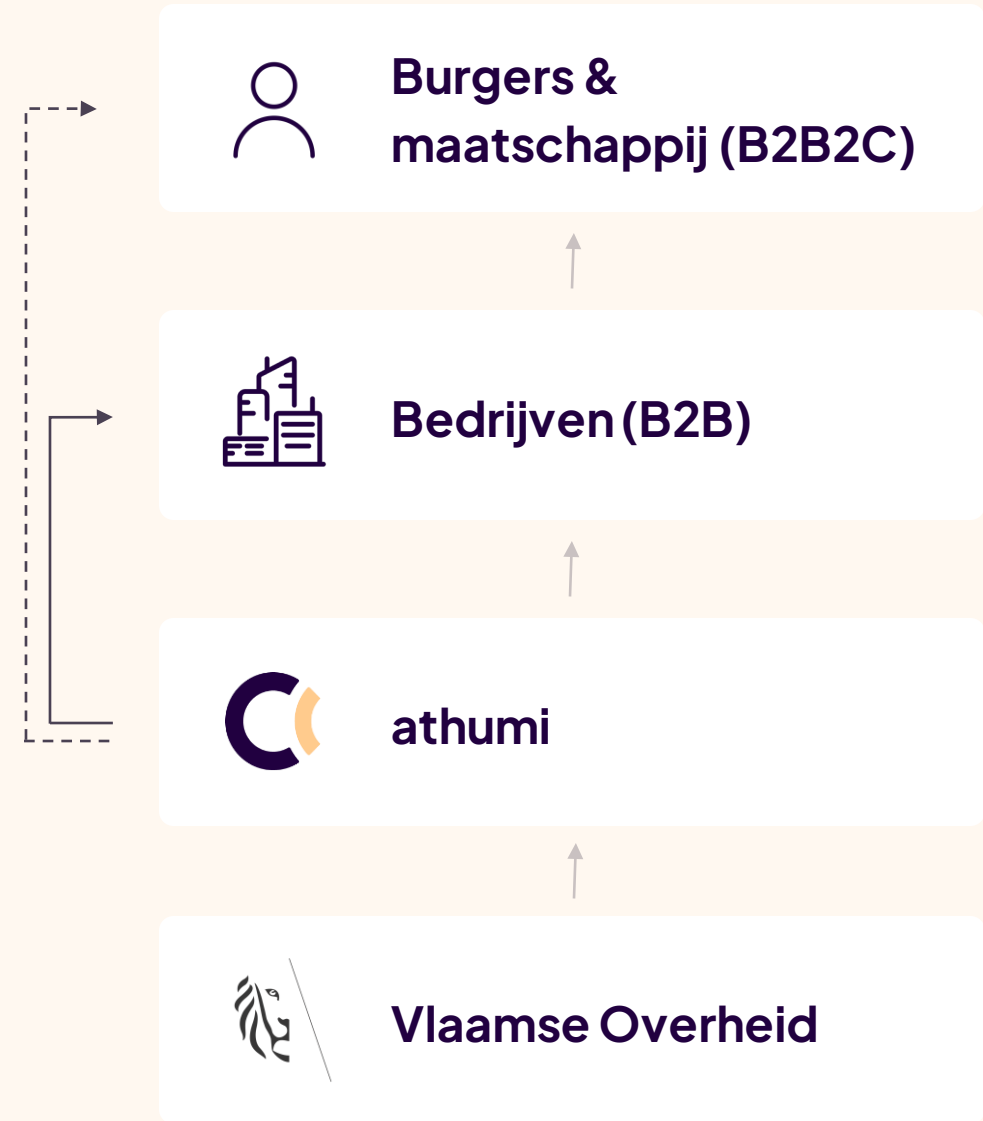 Burgers &
maatschappij (B2B2C)
Bedrijven (B2B)
athumi
Vlaamse Overheid